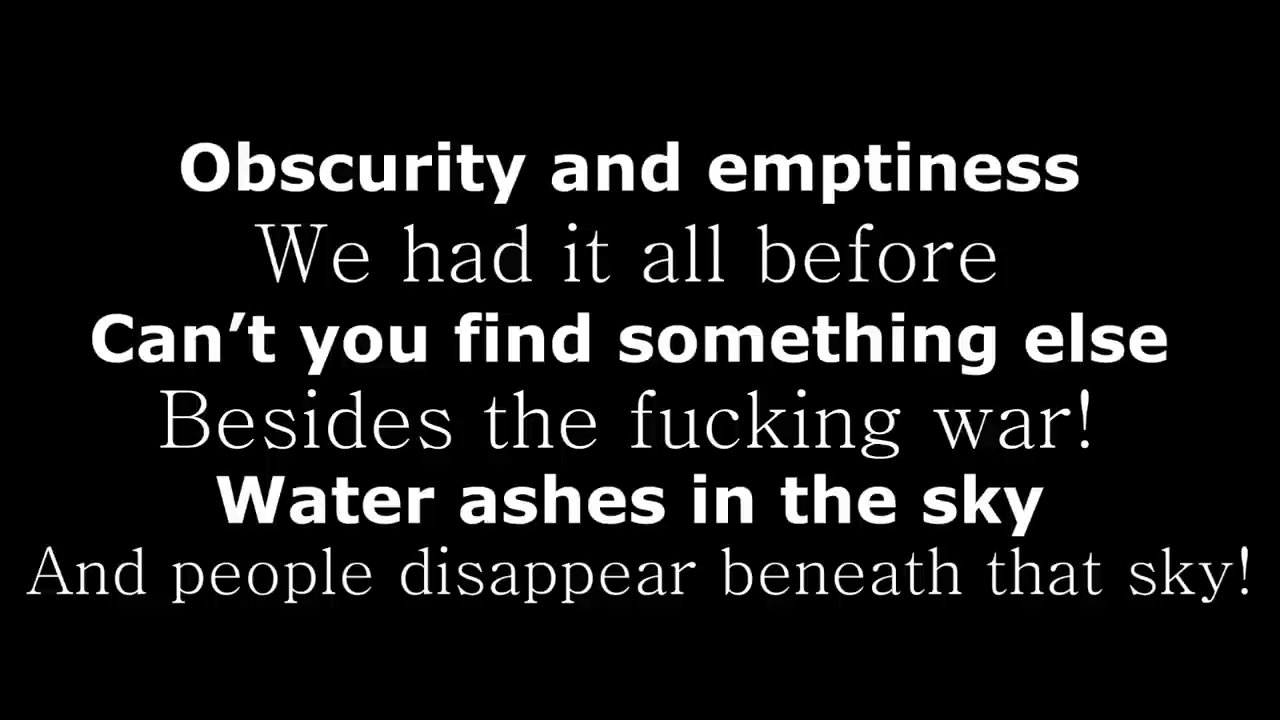 Obscurity and emptiness
We had it all before
Can’t you find something else
Besides the fucking war!
Water ashes in the sky
And people disappear beneath that sky!